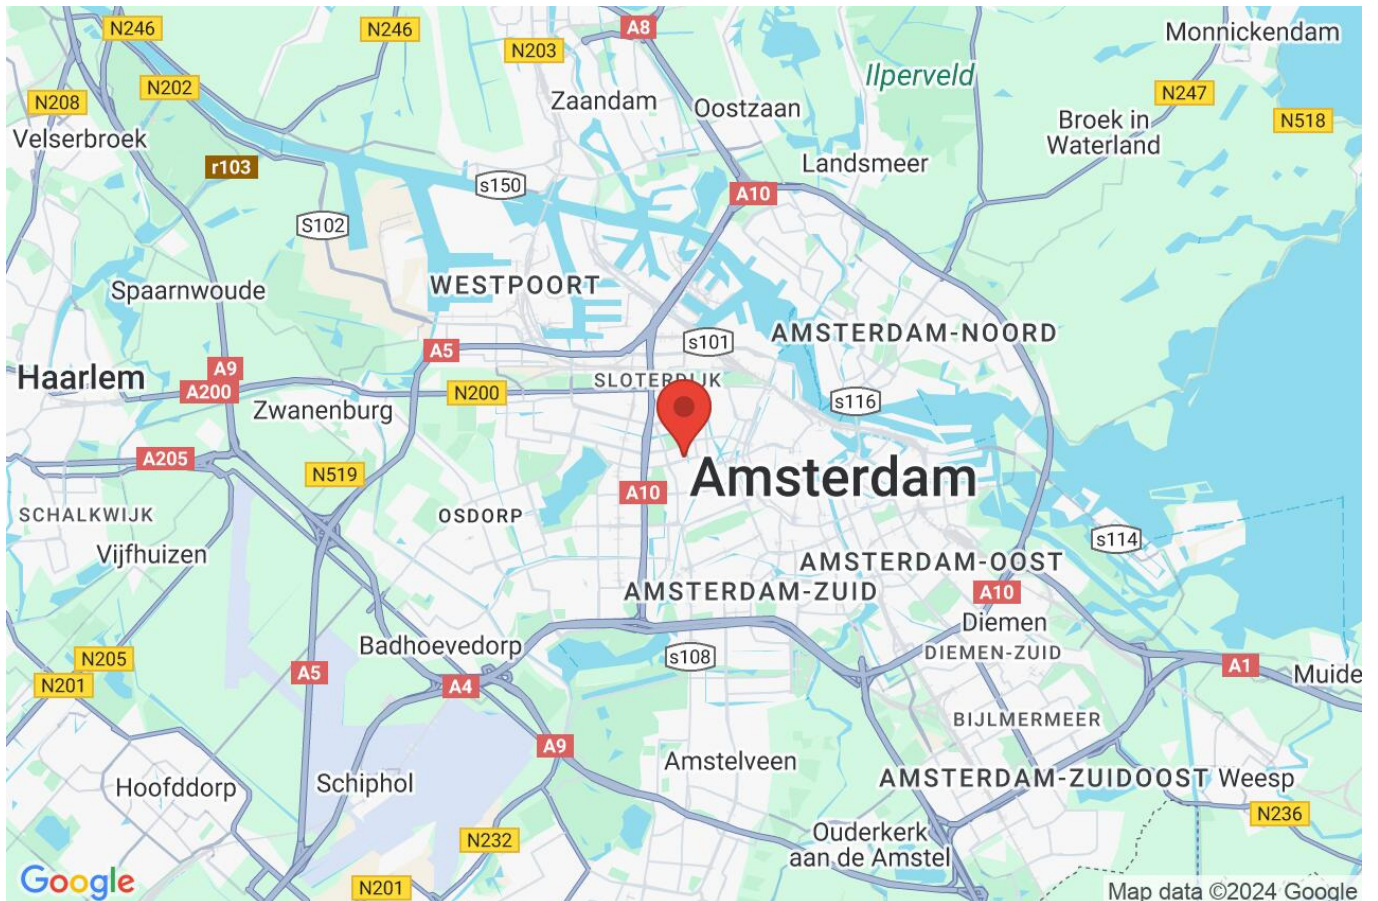 N246
N246
A8
Monnickendam
N203
Ilperveld
N202
N208
Zaandam
Oostzaan
N247
Velserbroek
Broek in
Waterland
N518
r103
Landsmeer
s150
A10
S102
Spaarnwoude
WESTPOORT
AMSTERDAM-NOORD
s101
A5
Haarlem
A9
A200
N200
SLOTERDIJK
Zwanenburg
s116
A205
N519
Amsterdam
A10
SCHALKWIJK
OSDORP
s114
Vijfhuizen
AMSTERDAM-OOST
AMSTERDAM-ZUID
A10
Diemen
Badhoevedorp
DIEMEN-ZUID
N205
s108
N201
A5
A4
A1
Muide
BIJLMERMEER
A9
Amstelveen
Hoofddorp
Schiphol
AMSTERDAM-ZUIDOOST
Weesp
N236
N232
Ouderkerk
aan de Amstel
Google
N201
Map data ©2024 Google